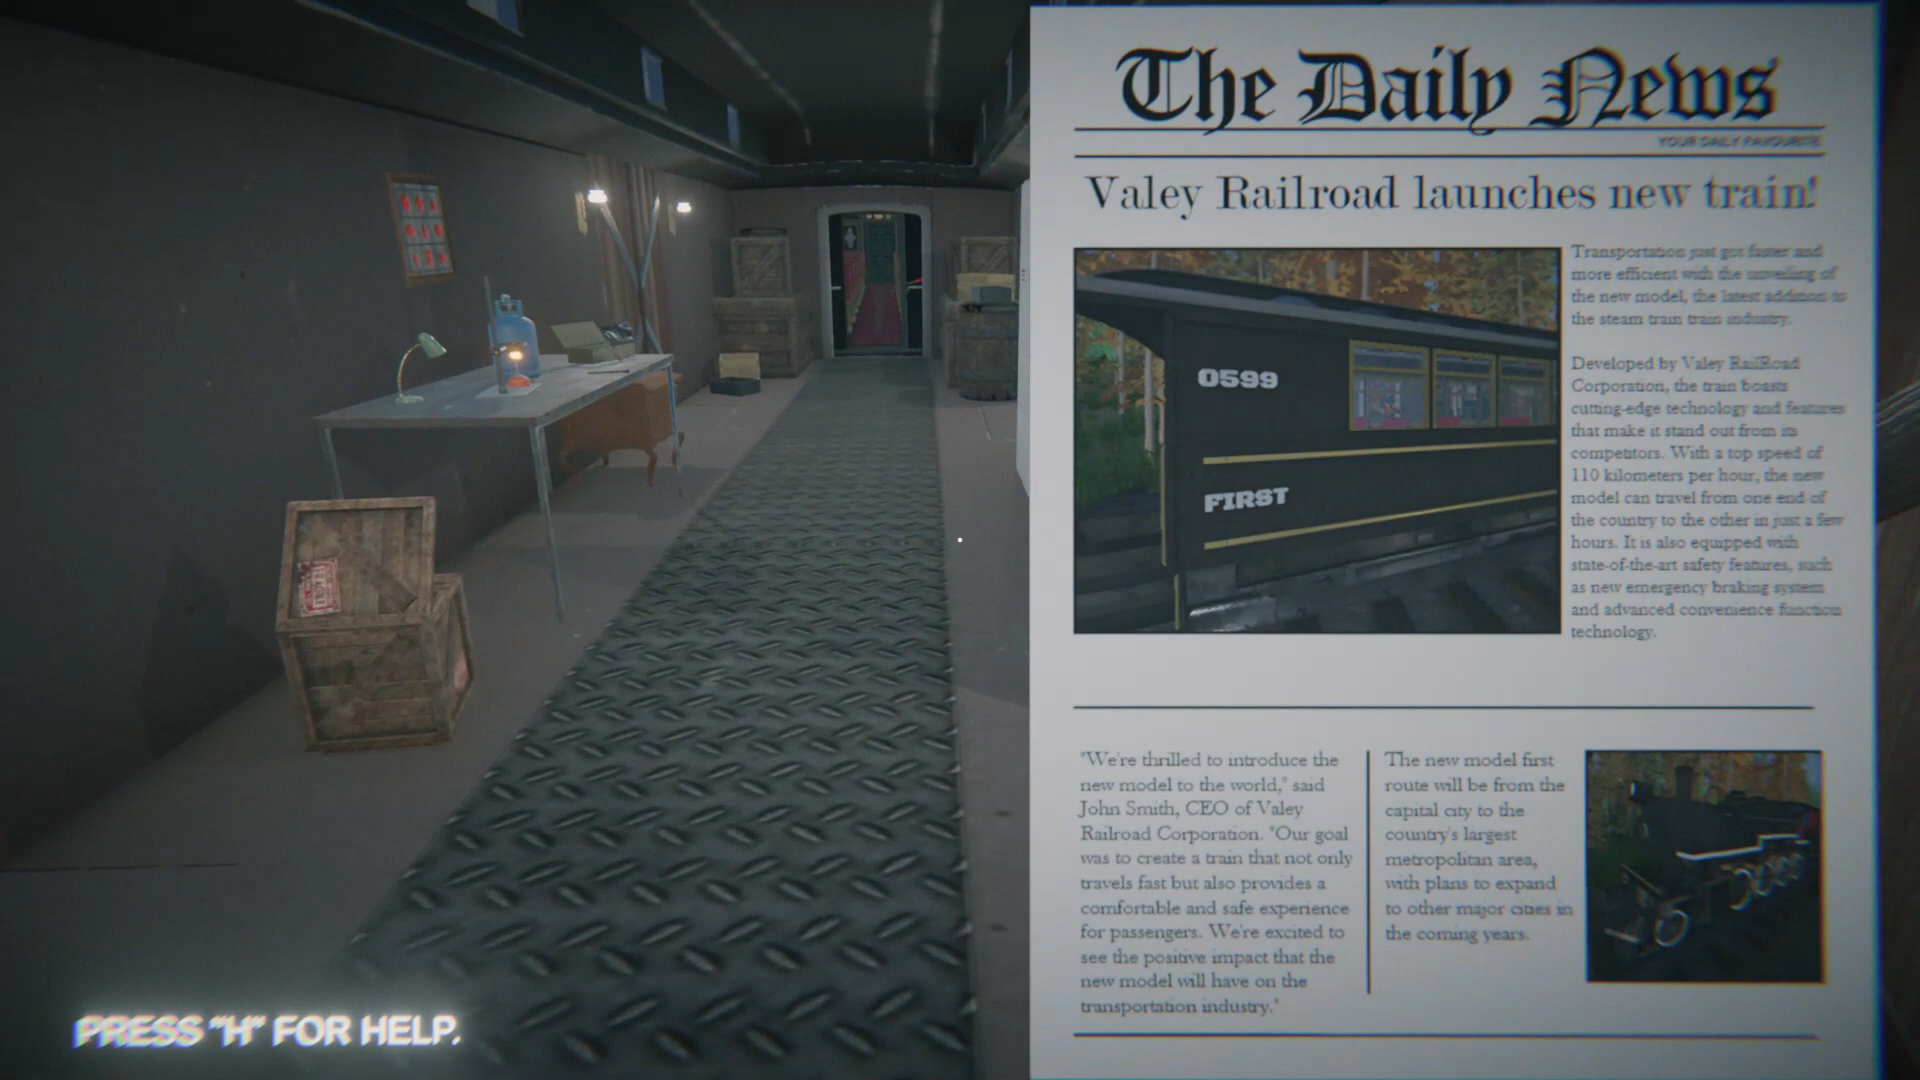 The Daily News
YOUR DAILY FAVOURITE
Valey Railroad launches new train!
Transportation just got faster and
more efficient with the unveiling of
the new model, the latest addition to
the steam train train industry.
Developed by Valey RailRoad
Corporation, the train boasts
cutting-edge technology and features
that make it stand out from its
competitors. With a top speed of
110 kilometers per hour, the new
model can travel from one end of
the country to the other in just a few
hours. It is also equipped with
state-of-the-art safety features, such
as new emergency braking system
and advanced convenience function
technology.
0599
FIRST
"We're thrilled to introduce the
new model to the world," said
John Smith, CEO of Valey
Railroad Corporation. "Our goal
was to create a train that not only
travels fast but also provides a
comfortable and safe experience
for passengers. We're excited to
see the positive impact that the
new model will have on the
transportation industry."
The new model first
route will be from the
capital city to the
country's largest
metropolitan area,
with plans to expand
to other major cities in
the coming years.
PRESS "H" FOR HELP.